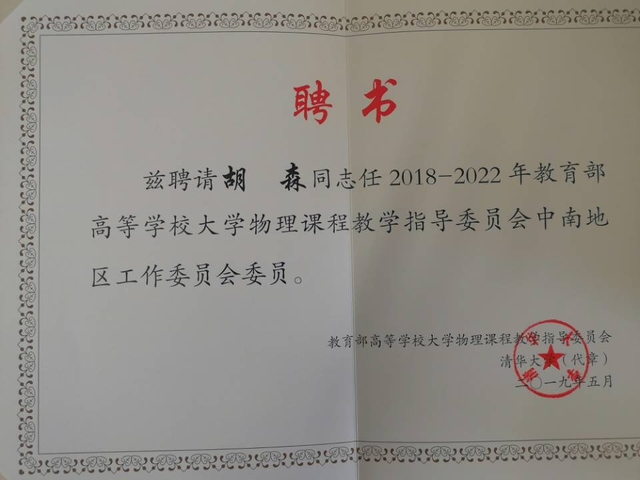 聘书
兹聘请胡 森同志任2018-2022年教育部
高等学校大学物理课程教学指导委员会中南地
区工作委员会委员。
教育部高等学校大学物理课程教学指导委员会
清华大学（代章）
二〇一九年五月